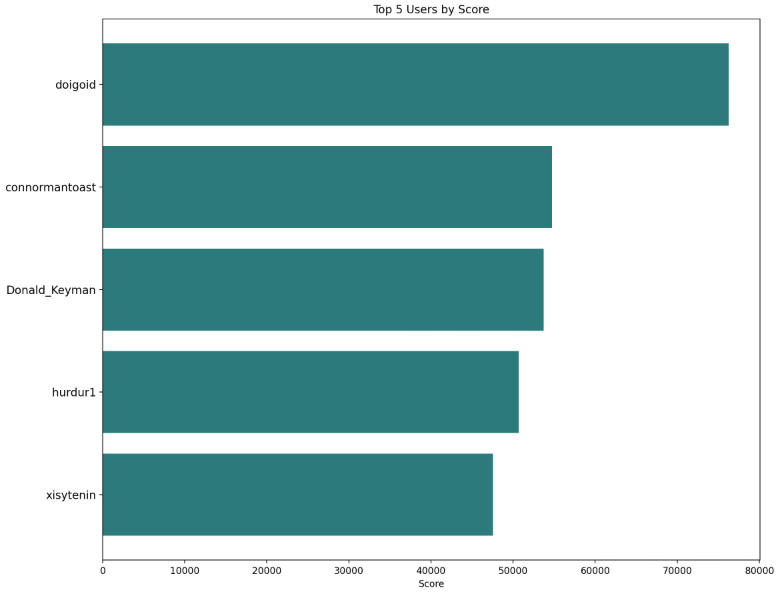 Top 5 Users by Score
doigoid
connormantoast
Donald_Keyman
hurdur1
xisytenin
0 10000 20000 30000 40000 50000 60000 70000 80000
Score